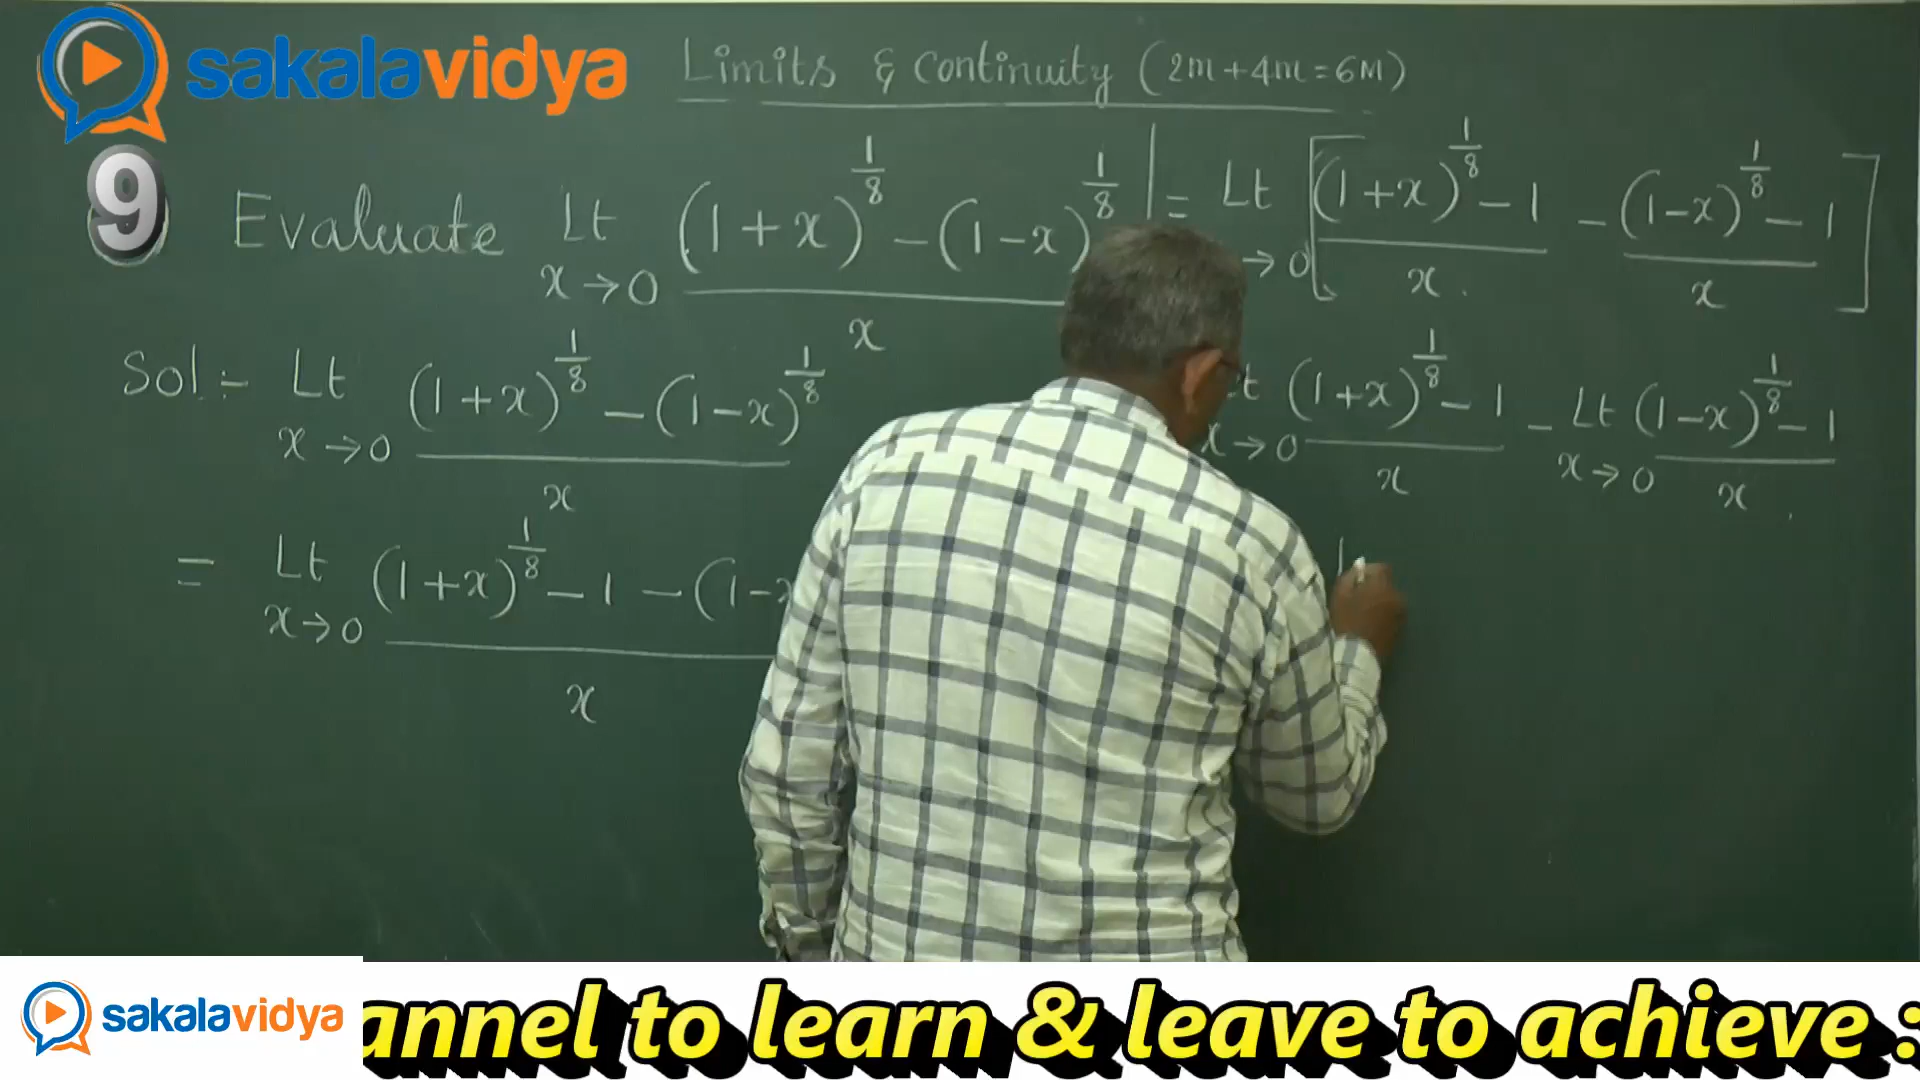 sakalavidya
Limits & Continuity (2m+4m=6M)
9
Evaluate Lt x→0 (1+x)^1/8 - (1-x)^1/8 / x
Sol:- Lt x→0 (1+x)^1/8 - (1-x)^1/8 / x
= Lt x→0 (1+x)^1/8 - 1 - (1-x / x
= Lt →0 [ (1+x)^1/8 - 1 / x - (1-x)^1/8 - 1 / x ]
t x→0 (1+x)^1/8 - 1 / x - Lt x→0 (1-x)^1/8 - 1 / x
sakalavidya
annel to learn & leave to achieve :